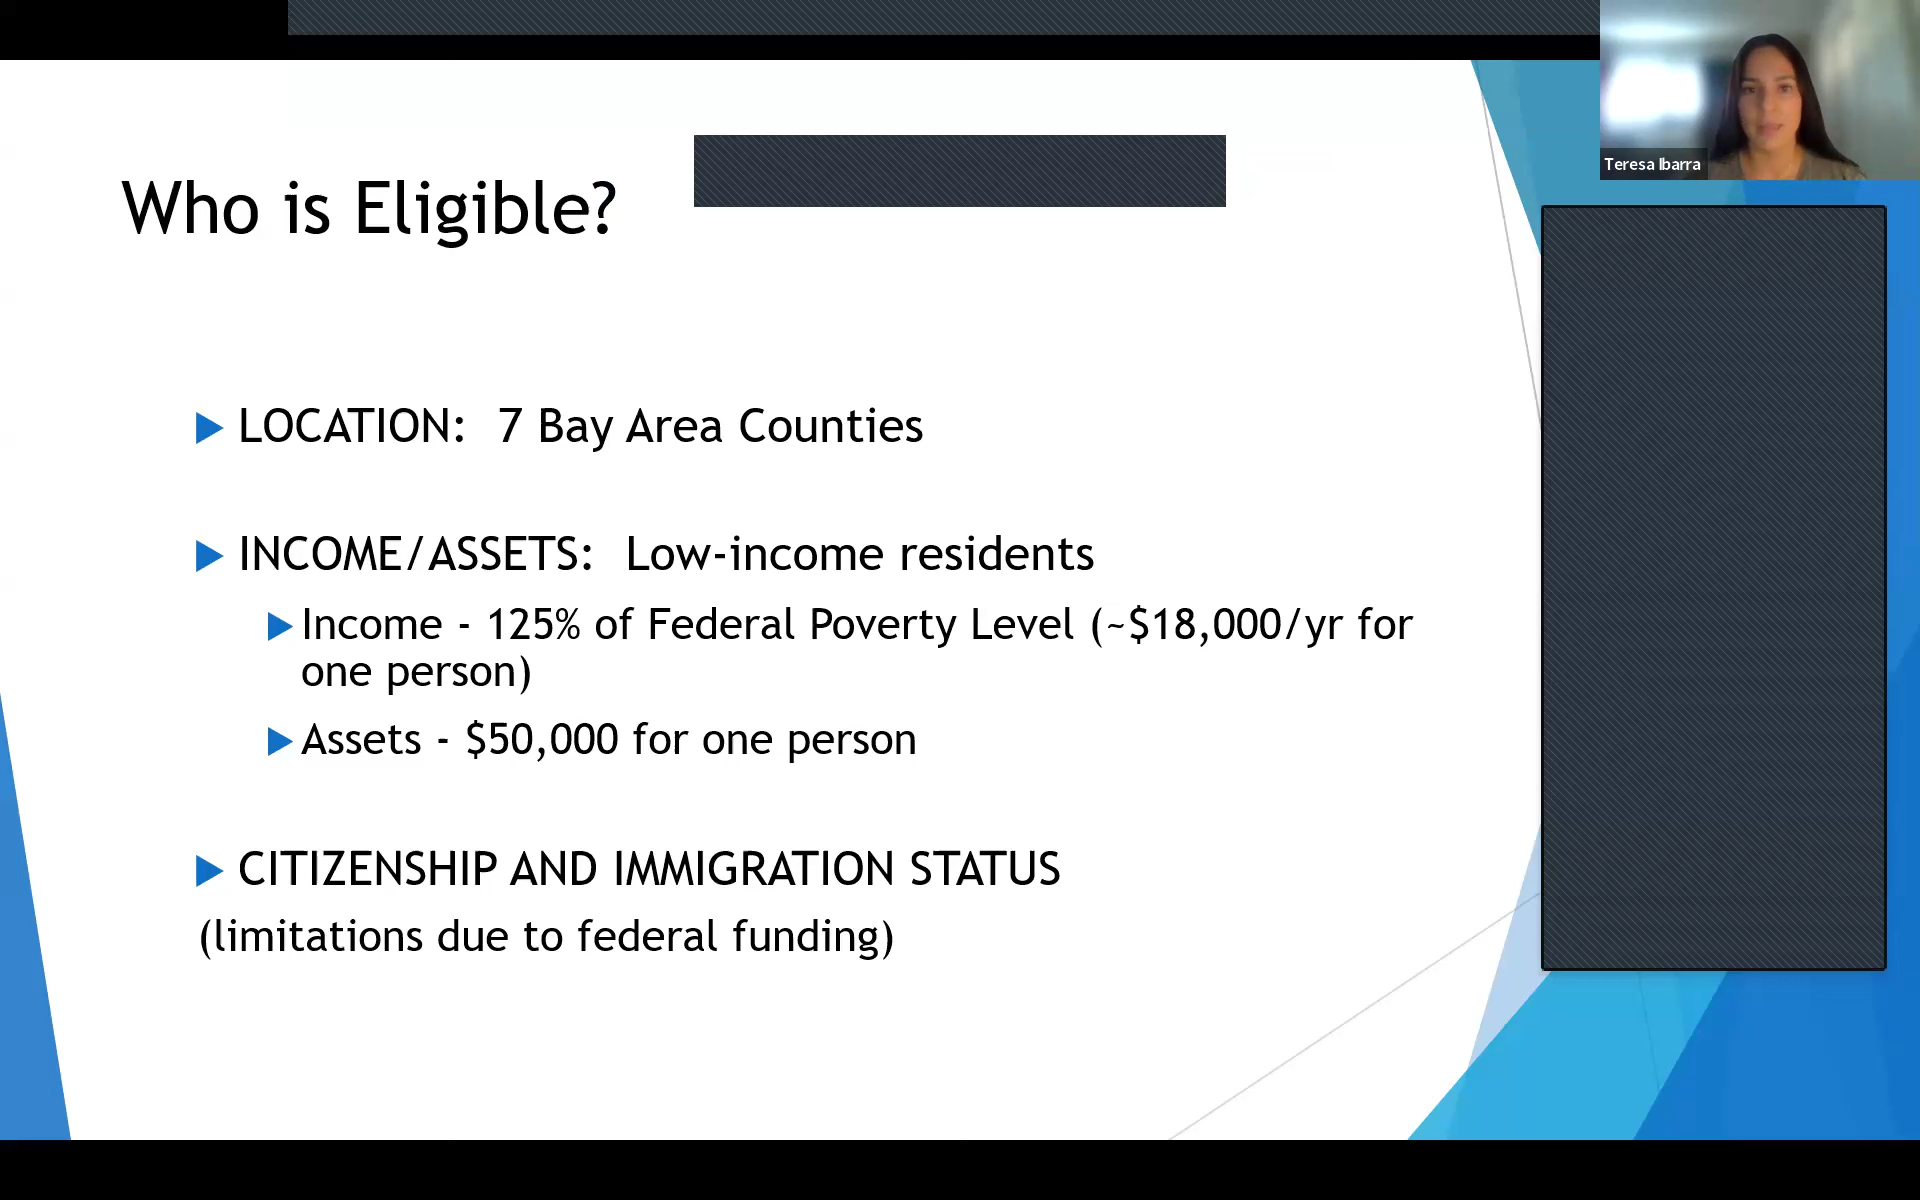 Teresa Ibarra
Who is Eligible?
LOCATION: 7 Bay Area Counties
INCOME/ASSETS: Low-income residents
Income - 125% of Federal Poverty Level (~$18,000/yr for
one person)
Assets - $50,000 for one person
CITIZENSHIP AND IMMIGRATION STATUS
(limitations due to federal funding)